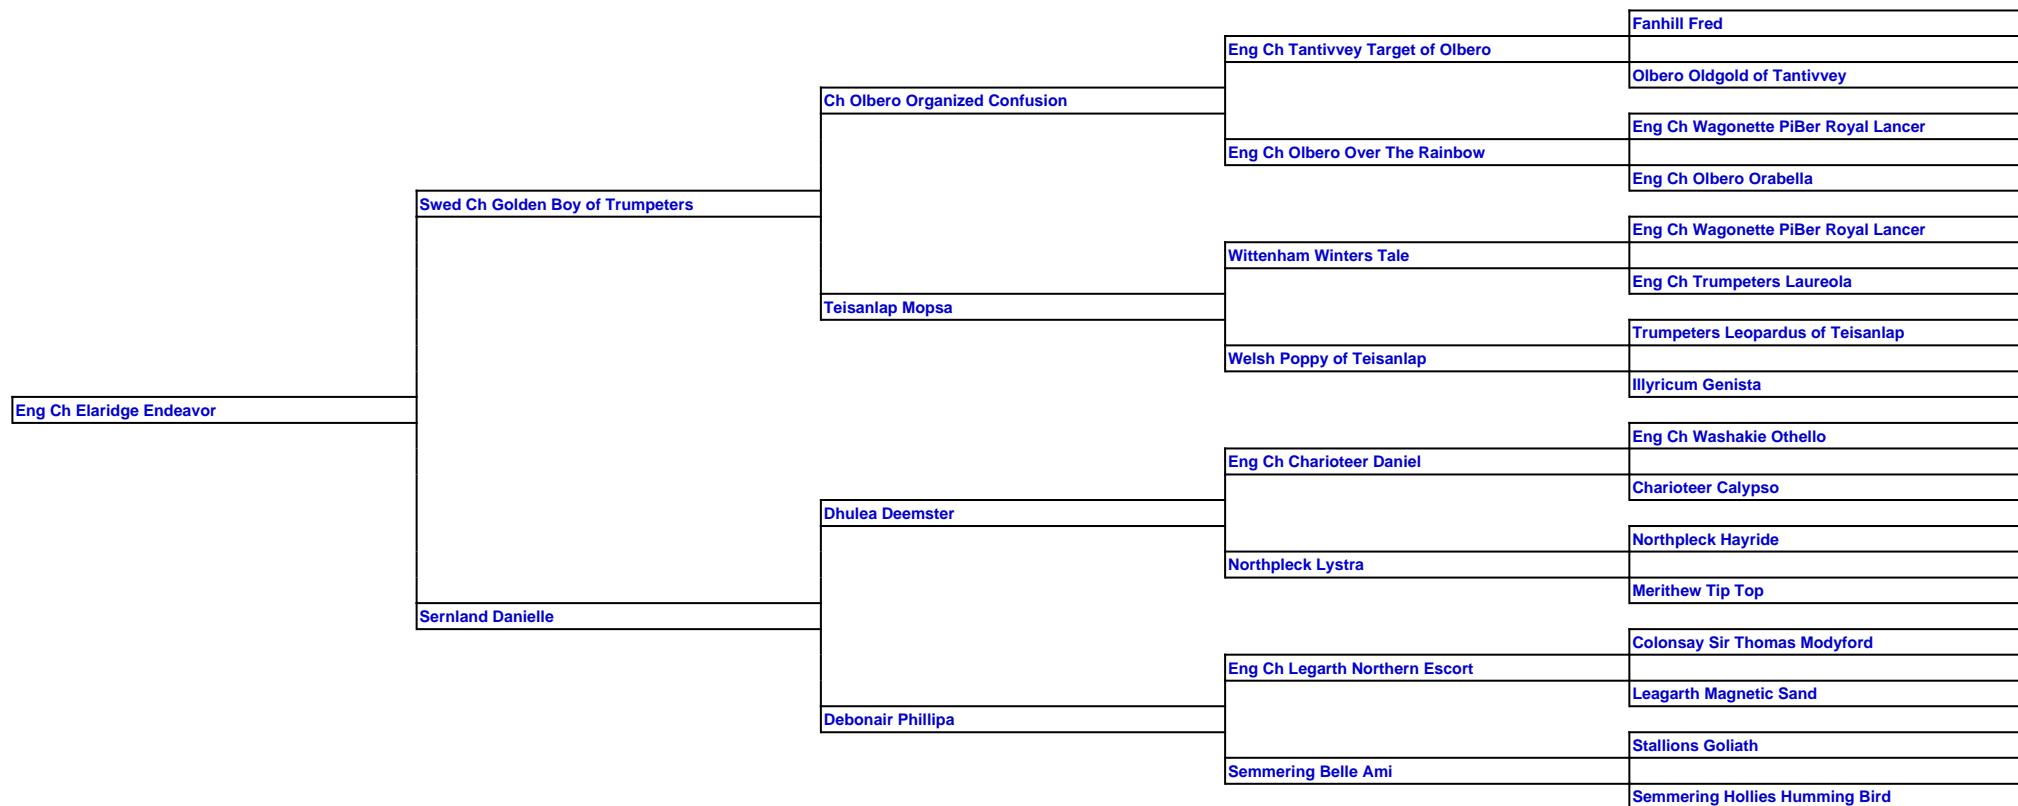 Fanhill Fred
Eng Ch Tantivvey Target of Olbero
Olbero Oldgold of Tantivvey
Ch Olbero Organized Confusion
Eng Ch Wagonette PiBer Royal Lancer
Eng Ch Olbero Over The Rainbow
Eng Ch Olbero Orabella
Swed Ch Golden Boy of Trumpeters
Eng Ch Wagonette PiBer Royal Lancer
Wittenham Winters Tale
Eng Ch Trumpeters Laureola
Teisanlap Mopsa
Trumpeters Leopardus of Teisanlap
Welsh Poppy of Teisanlap
Illyricum Genista
Eng Ch Elaridge Endeavor
Eng Ch Washakie Othello
Eng Ch Charioteer Daniel
Charioteer Calypso
Dhulea Deemster
Northpleck Hayride
Northpleck Lystra
Merithew Tip Top
Sernland Danielle
Colonsay Sir Thomas Modyford
Eng Ch Legarth Northern Escort
Leagarth Magnetic Sand
Debonair Phillipa
Stallions Goliath
Semmering Belle Ami
Semmering Hollies Humming Bird